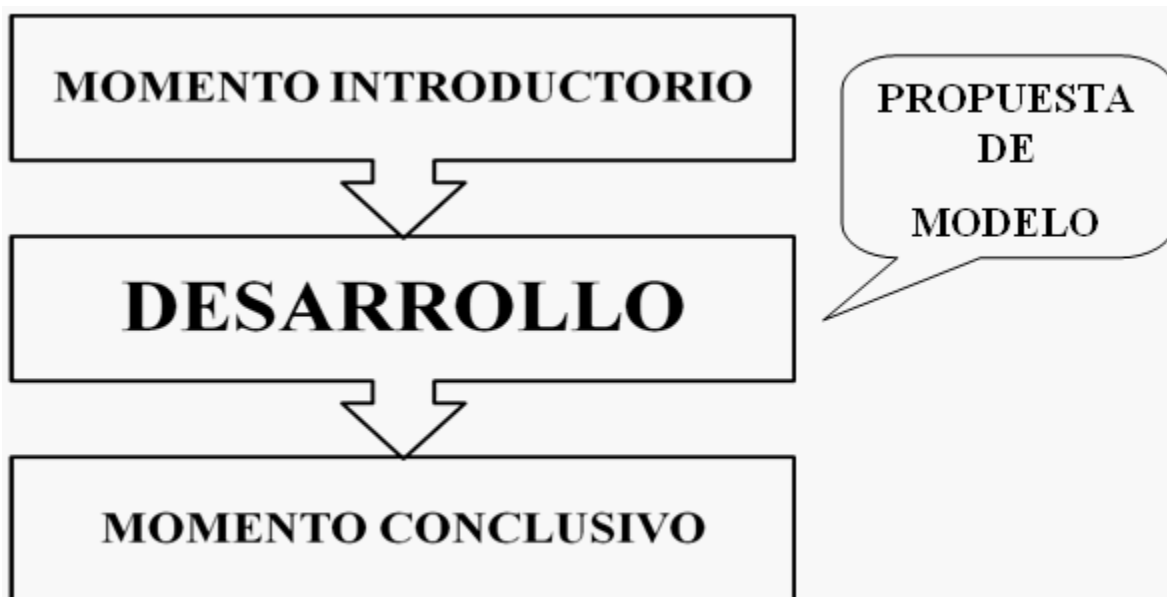 MOMENTO INTRODUCTORIO
PROPUESTA
DE
MODELO
DESARROLLO
MOMENTO CONCLUSIVO